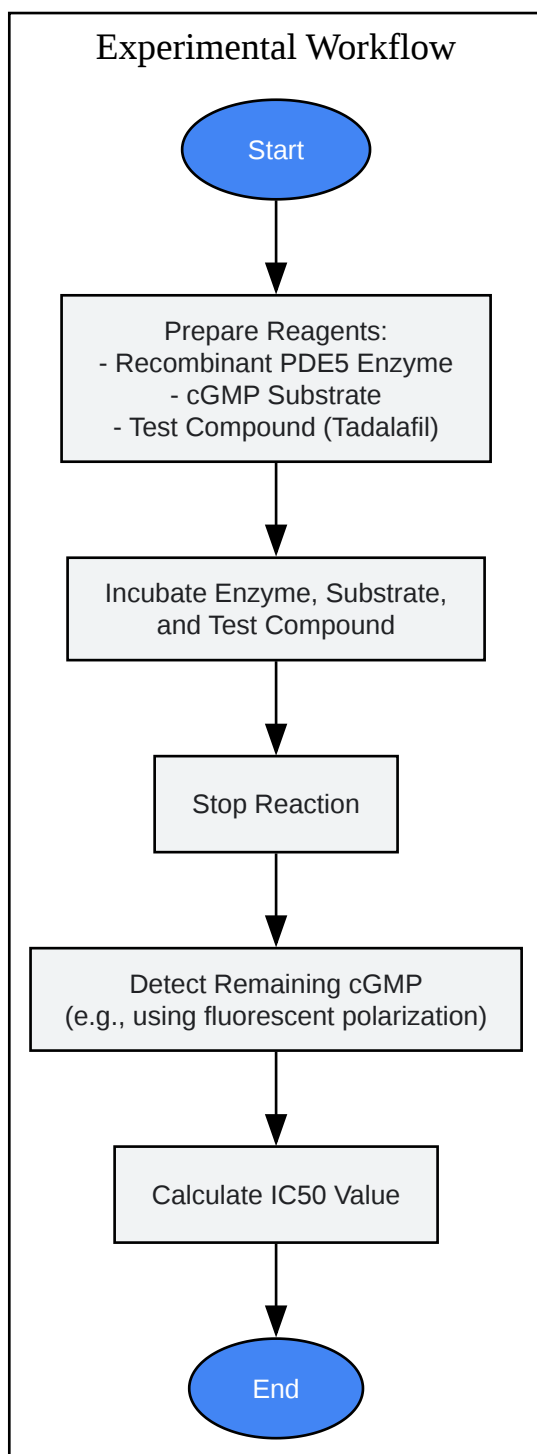 Experimental Workflow
Start
Prepare Reagents:
- Recombinant PDE5 Enzyme
- cGMP Substrate
- Test Compound (Tadalafil)
Incubate Enzyme, Substrate,
and Test Compound
Stop Reaction
Detect Remaining cGMP
(e.g., using fluorescent polarization)
Calculate IC50 Value
End